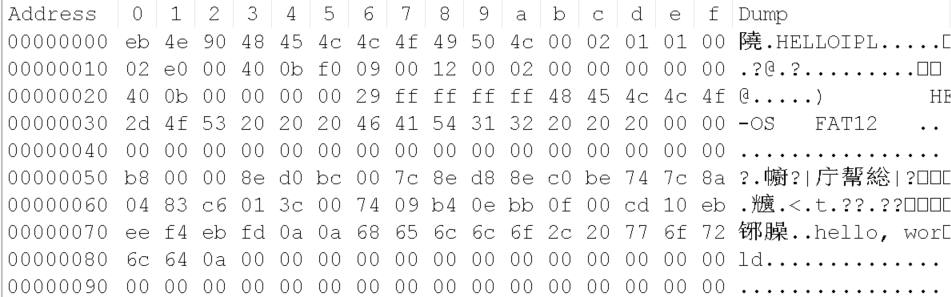 Address 0 1 2 3 4 5 6 7 8 9 a b c d e f Dump
00000000 eb 4e 90 48 45 4c 4c 4f 49 50 4c 00 02 01 01 00 隢.HELLOIPL.....□
00000010 02 e0 00 40 0b f0 09 00 12 00 02 00 00 00 00 00 .?@.?.........□□
00000020 40 0b 00 00 00 00 29 ff ff ff ff 48 45 4c 4c 4f @.....) HE
00000030 2d 4f 53 20 20 20 46 41 54 31 32 20 20 20 00 00 -OS FAT12 ..
00000040 00 00 00 00 00 00 00 00 00 00 00 00 00 00 00 00 ................
00000050 b8 00 00 8e d0 bc 00 7c 8e d8 8e c0 be 74 7c 8a ?.幮?|庁幚総|?□□□
00000060 04 83 c6 01 3c 00 74 09 b4 0e bb 0f 00 cd 10 eb .兤.<.t.??.??□□□□
00000070 ee f4 eb fd 0a 0a 68 65 6c 6c 6f 2c 20 77 6f 72 铘臊..hello, wor□
00000080 6c 64 0a 00 00 00 00 00 00 00 00 00 00 00 00 00 ld..............
00000090 00 00 00 00 00 00 00 00 00 00 00 00 00 00 00 00 ................